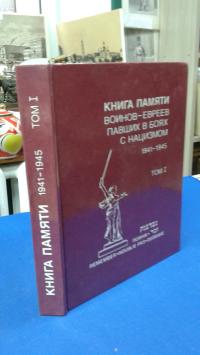 КНИГА ПАМЯТИ
ВОИНОВ-ЕВРЕЕВ
ПАВШИХ В БОЯХ
С НАЦИЗМОМ
1941-1945
ТОМ I
КНИГА ПАМЯТИ 1941-1945 ТОМ I